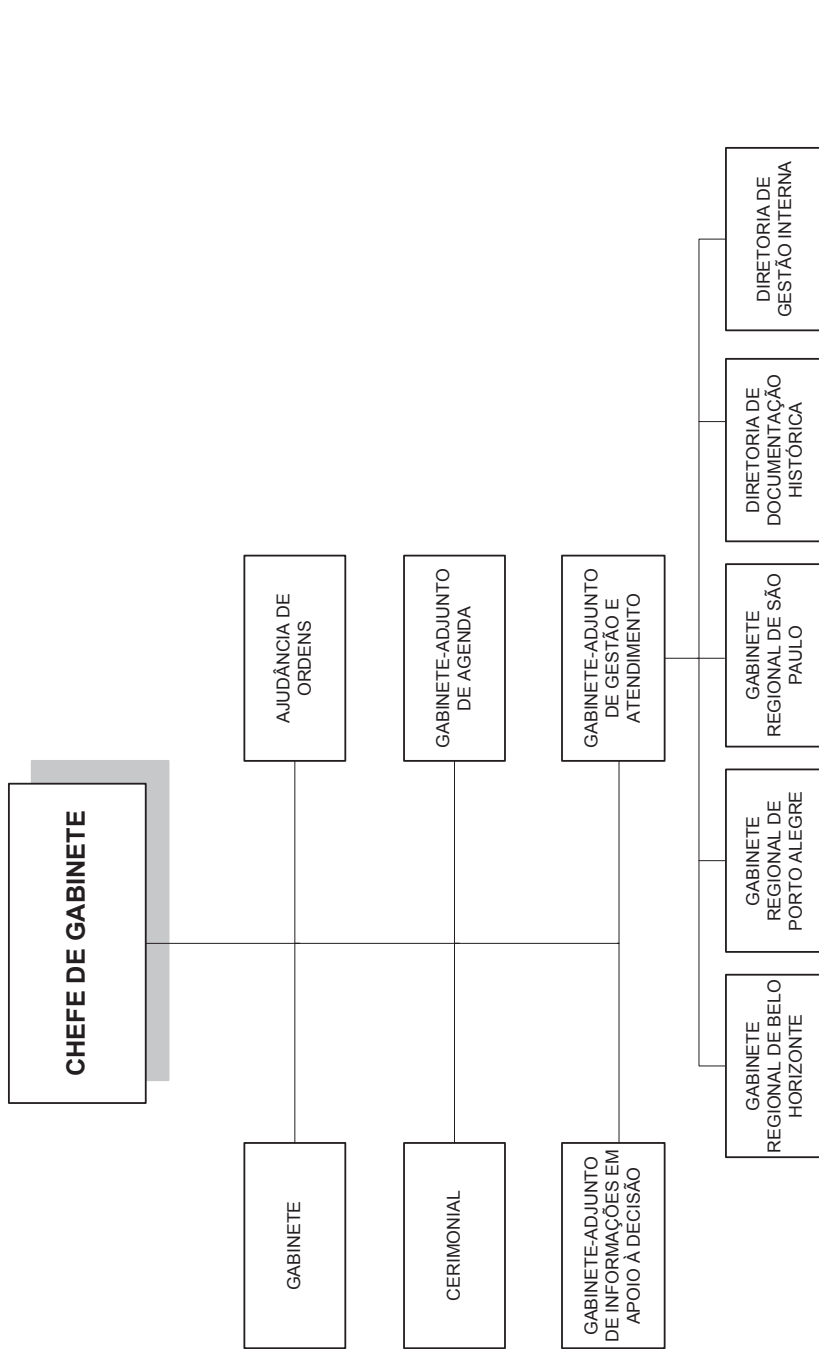 CHEFE DE GABINETE
GABINETE
AJUDÂNCIA DE
ORDENS
CERIMONIAL
GABINETE-ADJUNTO
DE AGENDA
GABINETE-ADJUNTO
DE INFORMAÇÕES EM
APOIO À DECISÃO
GABINETE-ADJUNTO
DE GESTÃO E
ATENDIMENTO
GABINETE
REGIONAL DE BELO
HORIZONTE
GABINETE
REGIONAL DE
PORTO ALEGRE
GABINETE
REGIONAL DE SÃO
PAULO
DIRETORIA DE
DOCUMENTAÇÃO
HISTÓRICA
DIRETORIA DE
GESTÃO INTERNA